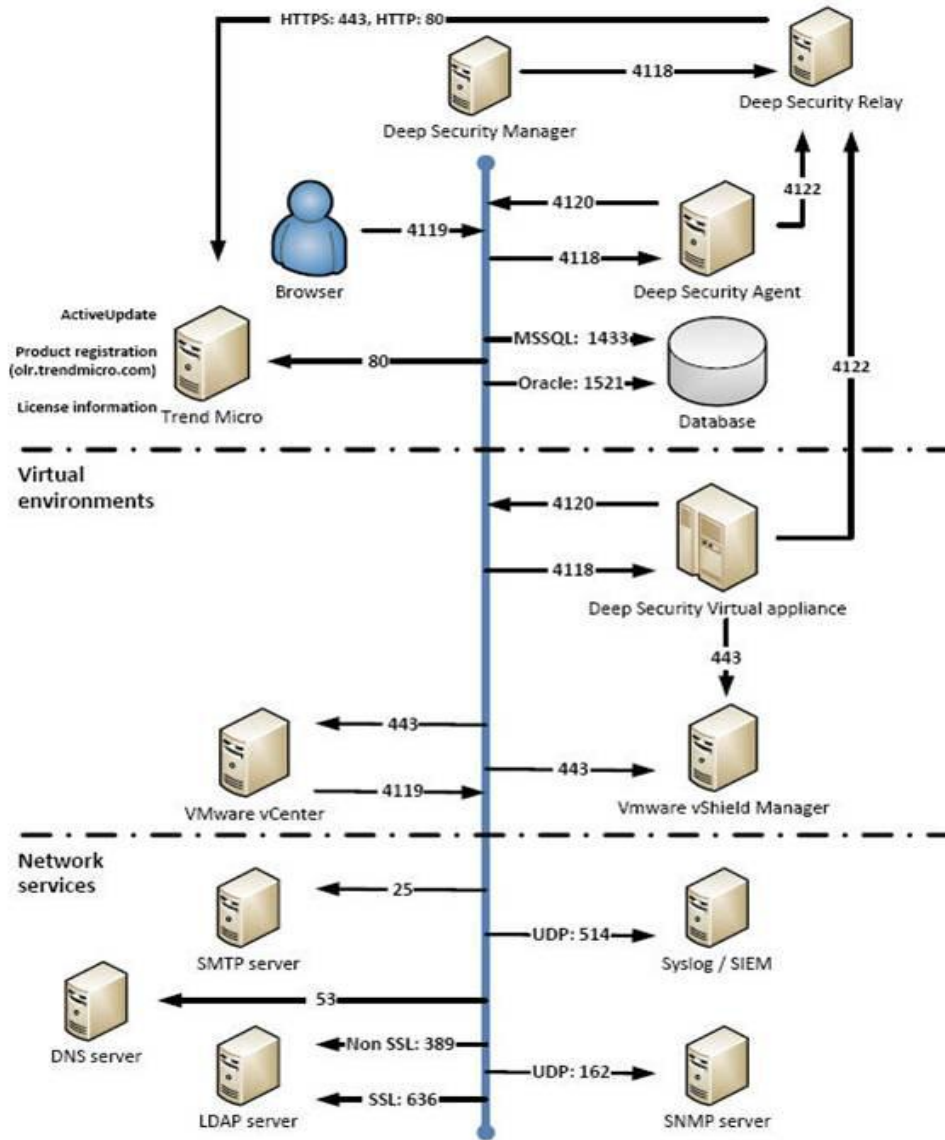 HTTPS: 443, HTTP: 80
4118
Deep Security Manager
Deep Security Relay
4122
4120
4119
4118
Browser
Deep Security Agent
ActiveUpdate
Product registration
(olr.trendmicro.com)
License information
Trend Micro
80
MSSQL: 1433
Oracle: 1521
Database
4122
Virtual
environments
4120
4118
Deep Security Virtual appliance
443
443
VMware vCenter
4119
443
Vmware vShield Manager
Network
services
25
SMTP server
UDP: 514
Syslog / SIEM
53
DNS server
Non SSL: 389
SSL: 636
LDAP server
UDP: 162
SNMP server